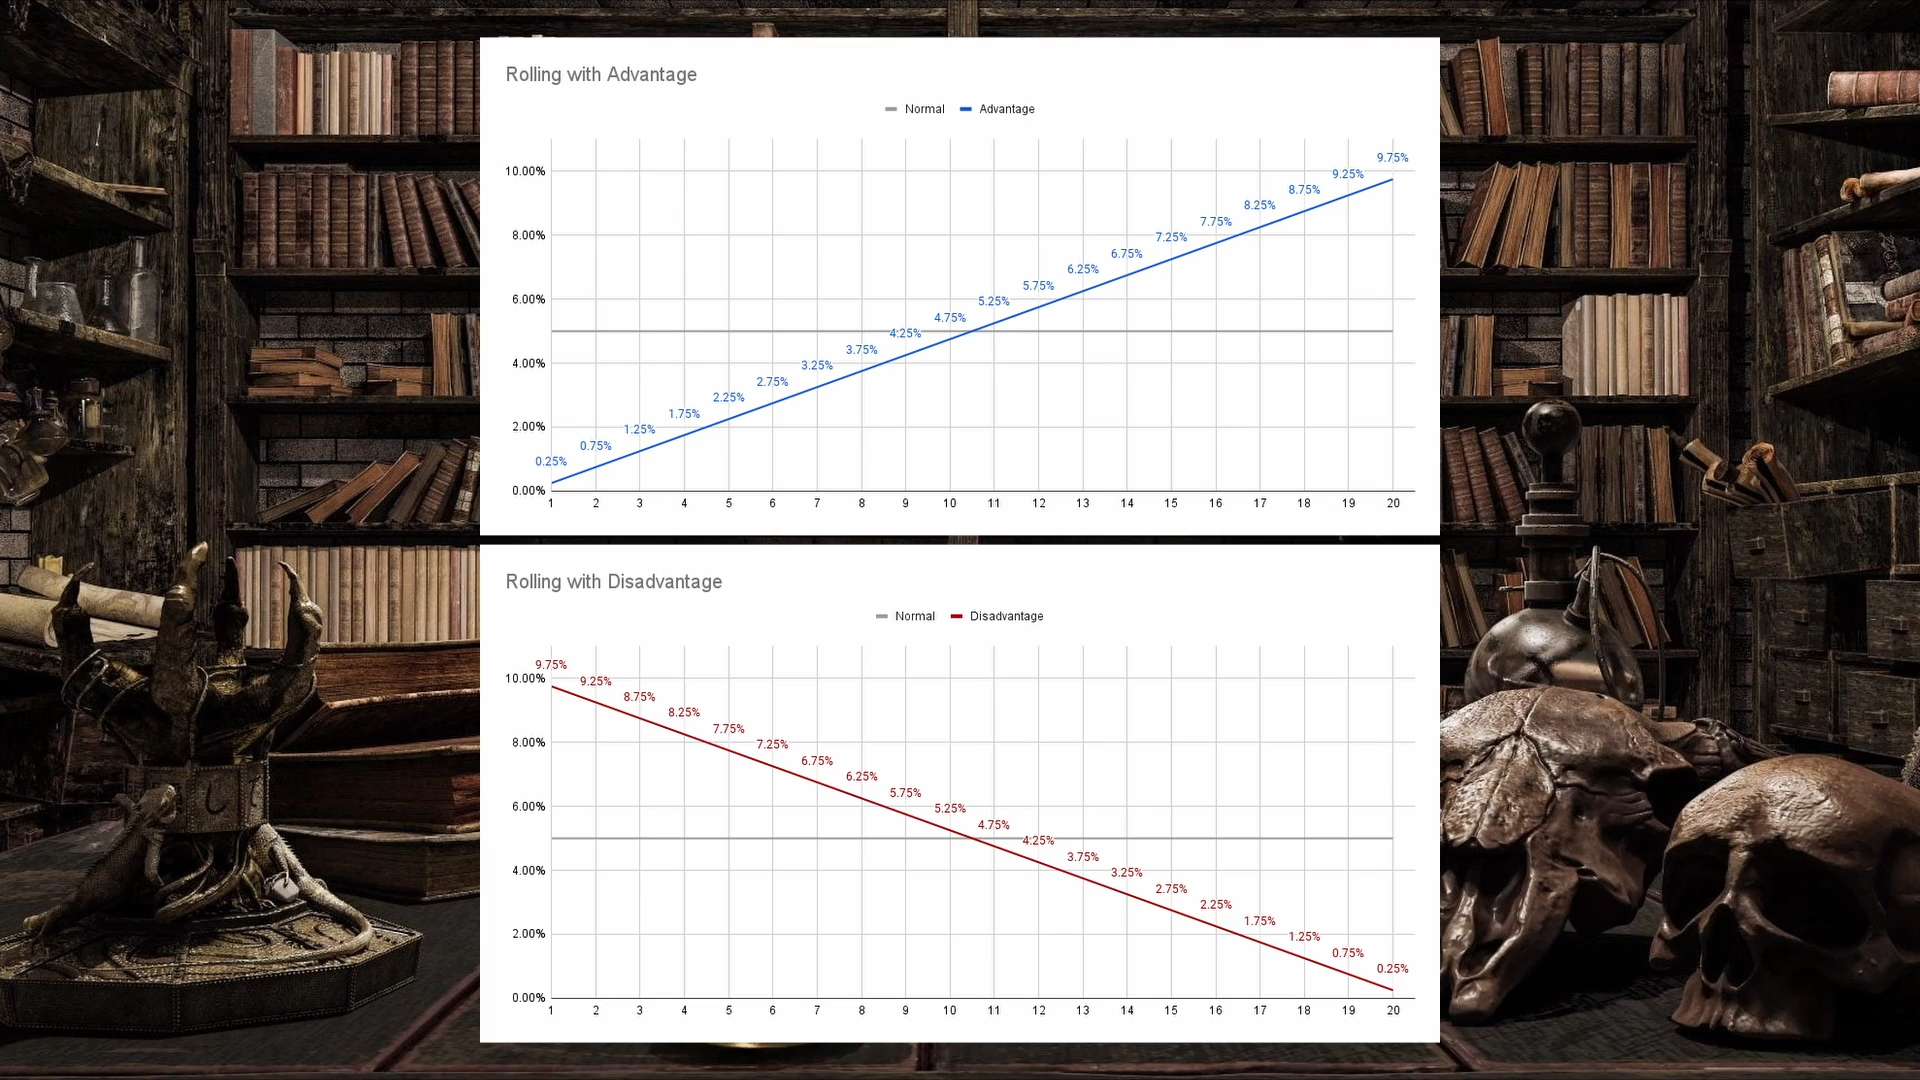 Rolling with Advantage
Normal Advantage
10.00%
8.00%
6.00%
4.00%
2.00%
0.00%
0.25% 0.75% 1.25% 1.75% 2.25% 2.75% 3.25% 3.75% 4.25% 4.75% 5.25% 5.75% 6.25% 6.75% 7.25% 7.75% 8.25% 8.75% 9.25% 9.75%
1 2 3 4 5 6 7 8 9 10 11 12 13 14 15 16 17 18 19 20
Rolling with Disadvantage
Normal Disadvantage
10.00%
8.00%
6.00%
4.00%
2.00%
0.00%
9.75% 9.25% 8.75% 8.25% 7.75% 7.25% 6.75% 6.25% 5.75% 5.25% 4.75% 4.25% 3.75% 3.25% 2.75% 2.25% 1.75% 1.25% 0.75% 0.25%
1 2 3 4 5 6 7 8 9 10 11 12 13 14 15 16 17 18 19 20